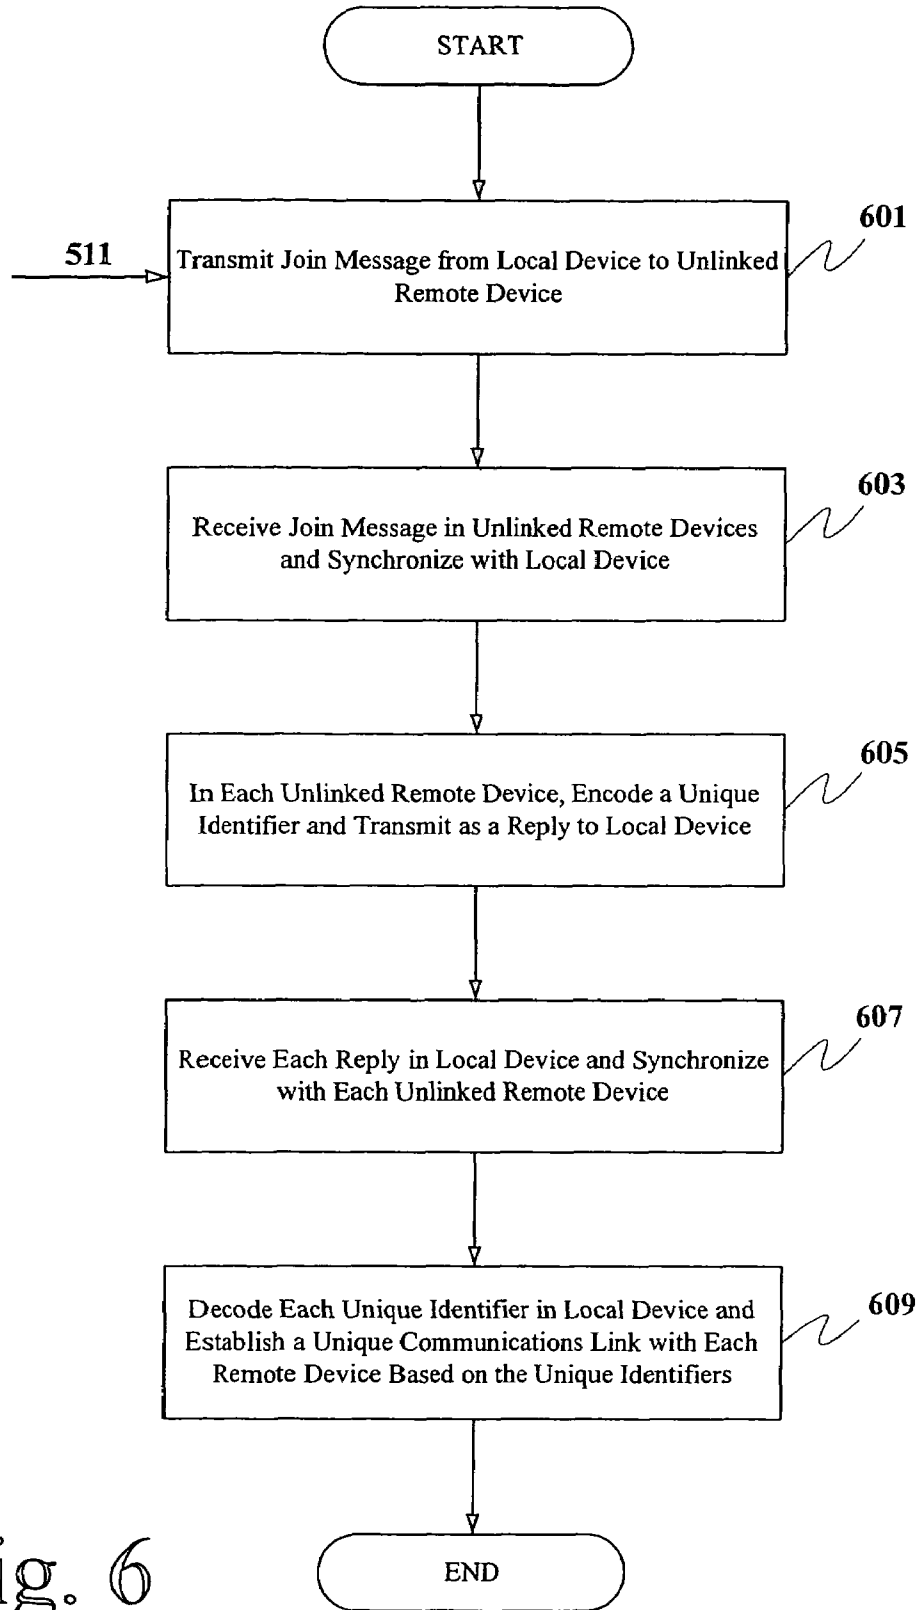 START
511
601
Transmit Join Message from Local Device to Unlinked
Remote Device
603
Receive Join Message in Unlinked Remote Devices
and Synchronize with Local Device
605
In Each Unlinked Remote Device, Encode a Unique
Identifier and Transmit as a Reply to Local Device
607
Receive Each Reply in Local Device and Synchronize
with Each Unlinked Remote Device
609
Decode Each Unique Identifier in Local Device and
Establish a Unique Communications Link with Each
Remote Device Based on the Unique Identifiers
END
ig. 6